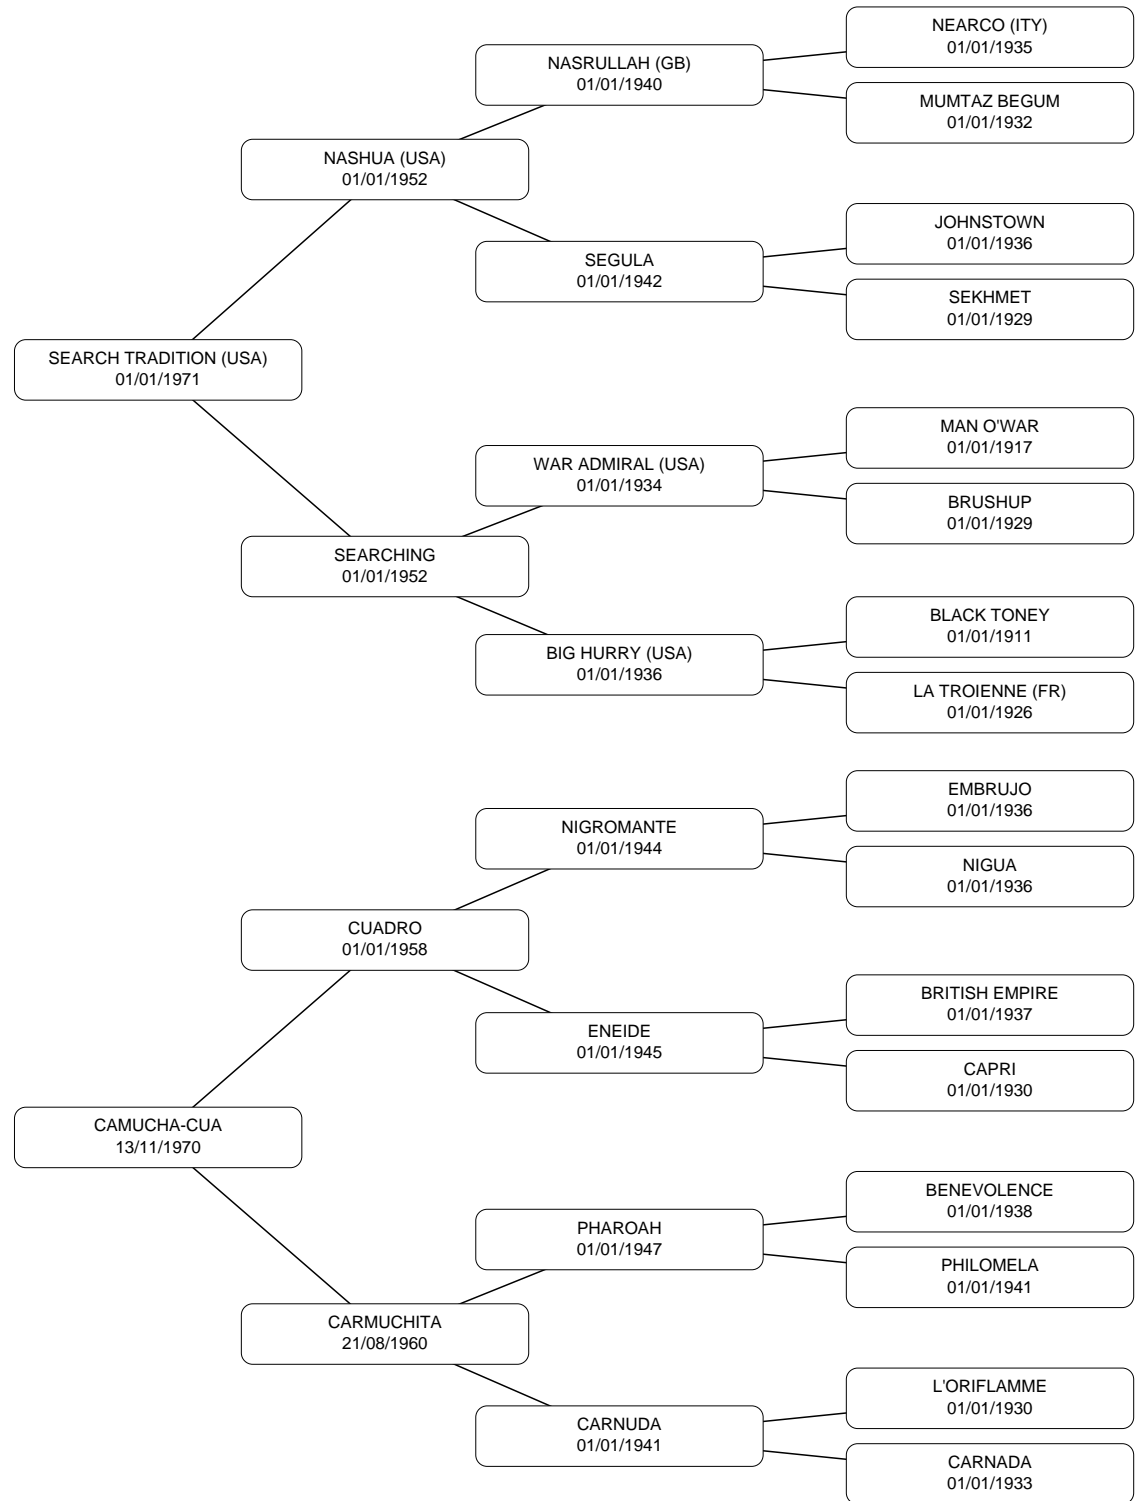 NEARCO (ITY)
01/01/1935
NASRULLAH (GB)
01/01/1940
MUMTAZ BEGUM
01/01/1932
NASHUA (USA)
01/01/1952
JOHNSTOWN
01/01/1936
SEGULA
01/01/1942
SEKHMET
01/01/1929
SEARCH TRADITION (USA)
01/01/1971
MAN O'WAR
01/01/1917
WAR ADMIRAL (USA)
01/01/1934
BRUSHUP
01/01/1929
SEARCHING
01/01/1952
BLACK TONEY
01/01/1911
BIG HURRY (USA)
01/01/1936
LA TROIENNE (FR)
01/01/1926
EMBRUJO
01/01/1936
NIGROMANTE
01/01/1944
NIGUA
01/01/1936
CUADRO
01/01/1958
BRITISH EMPIRE
01/01/1937
ENEIDE
01/01/1945
CAPRI
01/01/1930
CAMUCHA-CUA
13/11/1970
BENEVOLENCE
01/01/1938
PHAROAH
01/01/1947
PHILOMELA
01/01/1941
CARMUCHITA
21/08/1960
L'ORIFLAMME
01/01/1930
CARNUDA
01/01/1941
CARNADA
01/01/1933